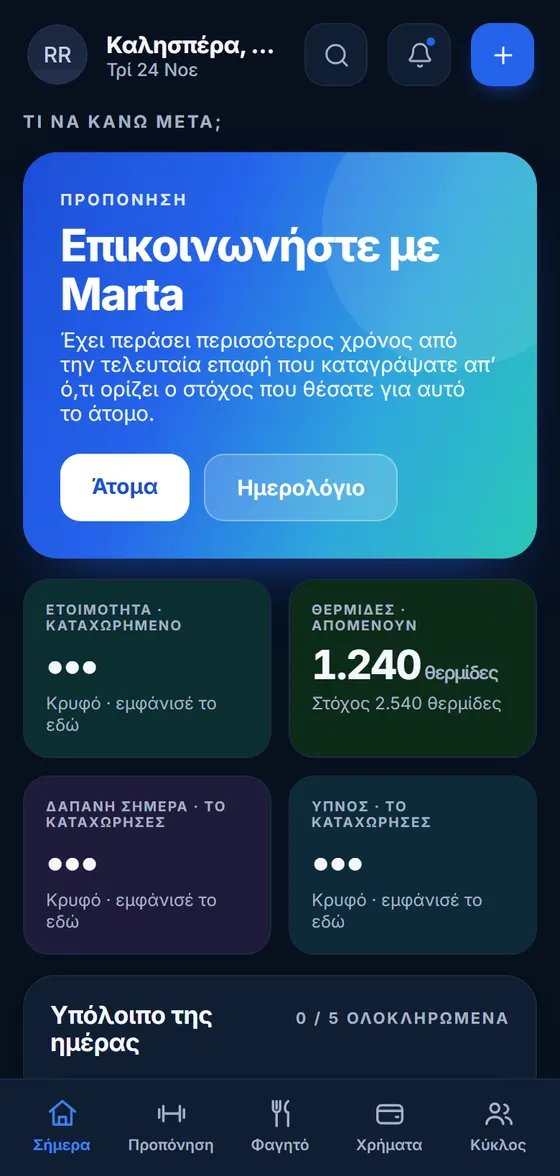 RR
Καλησπέρα, ...
Τρί 24 Νοε
ΤΙ ΝΑ ΚΑΝΩ ΜΕΤΑ;
ΠΡΟΠΟΝΗΣΗ
Επικοινωνήστε με
Marta
Έχει περάσει περισσότερος χρόνος από
την τελευταία επαφή που καταγράψατε απ’
ό,τι ορίζει ο στόχος που θέσατε για αυτό
το άτομο.
Άτομα
Ημερολόγιο
ΕΤΟΙΜΟΤΗΤΑ ·
ΚΑΤΑΧΩΡΗΜΕΝΟ
•••
Κρυφό · εμφάνισέ το
εδώ
ΘΕΡΜΙΔΕΣ ·
ΑΠΟΜΕΝΟΥΝ
1.240 θερμίδες
Στόχος 2.540 θερμίδες
ΔΑΠΑΝΗ ΣΗΜΕΡΑ · ΤΟ
ΚΑΤΑΧΩΡΗΣΕΣ
•••
Κρυφό · εμφάνισέ το
εδώ
ΥΠΝΟΣ · ΤΟ
ΚΑΤΑΧΩΡΗΣΕΣ
•••
Κρυφό · εμφάνισέ το
εδώ
Υπόλοιπο της
ημέρας
0 / 5 ΟΛΟΚΛΗΡΩΜΕΝΑ
Σήμερα
Προπόνηση
Φαγητό
Χρήματα
Κύκλος